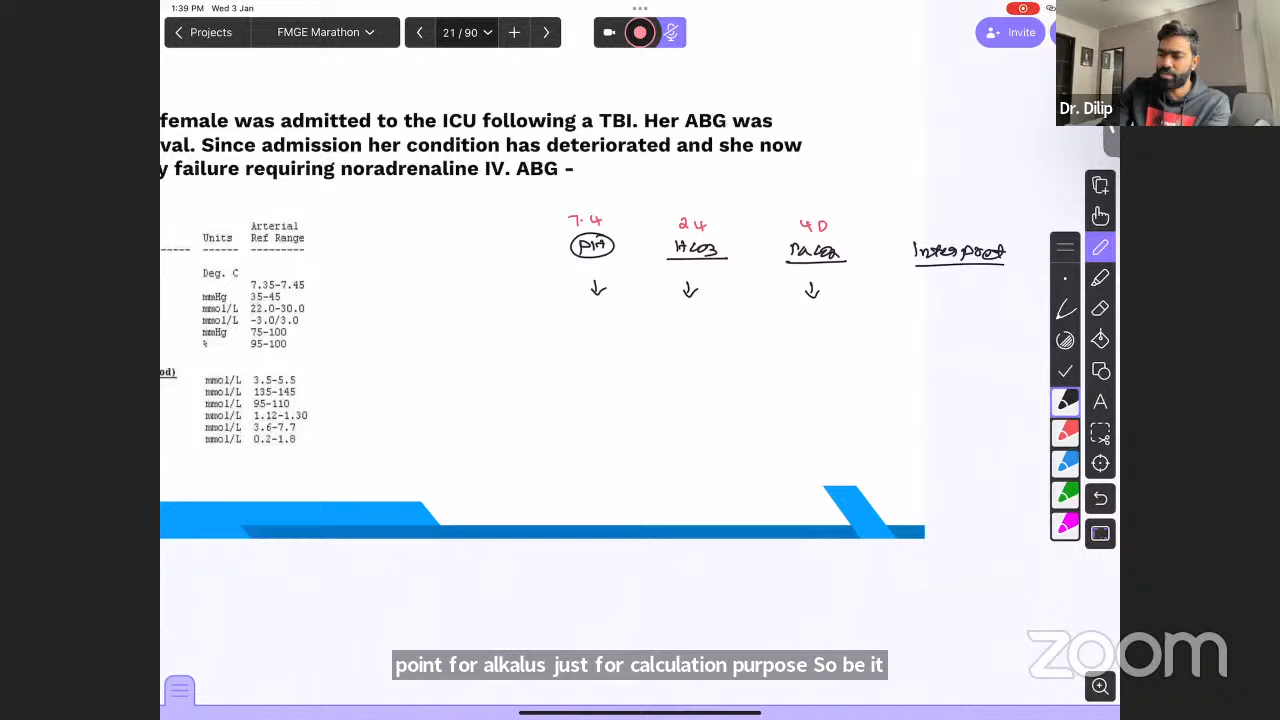 1:39 PM Wed 3 Jan
Projects
FMGE Marathon
21 / 90
Invite
Dr. Dilip
female was admitted to the ICU following a TBI. Her ABG was
val. Since admission her condition has deteriorated and she now
y failure requiring noradrenaline IV. ABG -
Arterial
Units Ref Range
------ ---------
Deg. C
7.35-7.45
mmHg 35-45
mmol/L 22.0-30.0
mmol/L -3.0/3.0
mmHg 75-100
% 95-100
od)
mmol/L 3.5-5.5
mmol/L 135-145
mmol/L 95-110
mmol/L 1.12-1.30
mmol/L 3.6-7.7
mmol/L 0.2-1.8
7.4 24 40
pH HCO3 PaCO2
↓ ↓ ↓
A
point for alkalus just for calculation purpose So be it
zoom